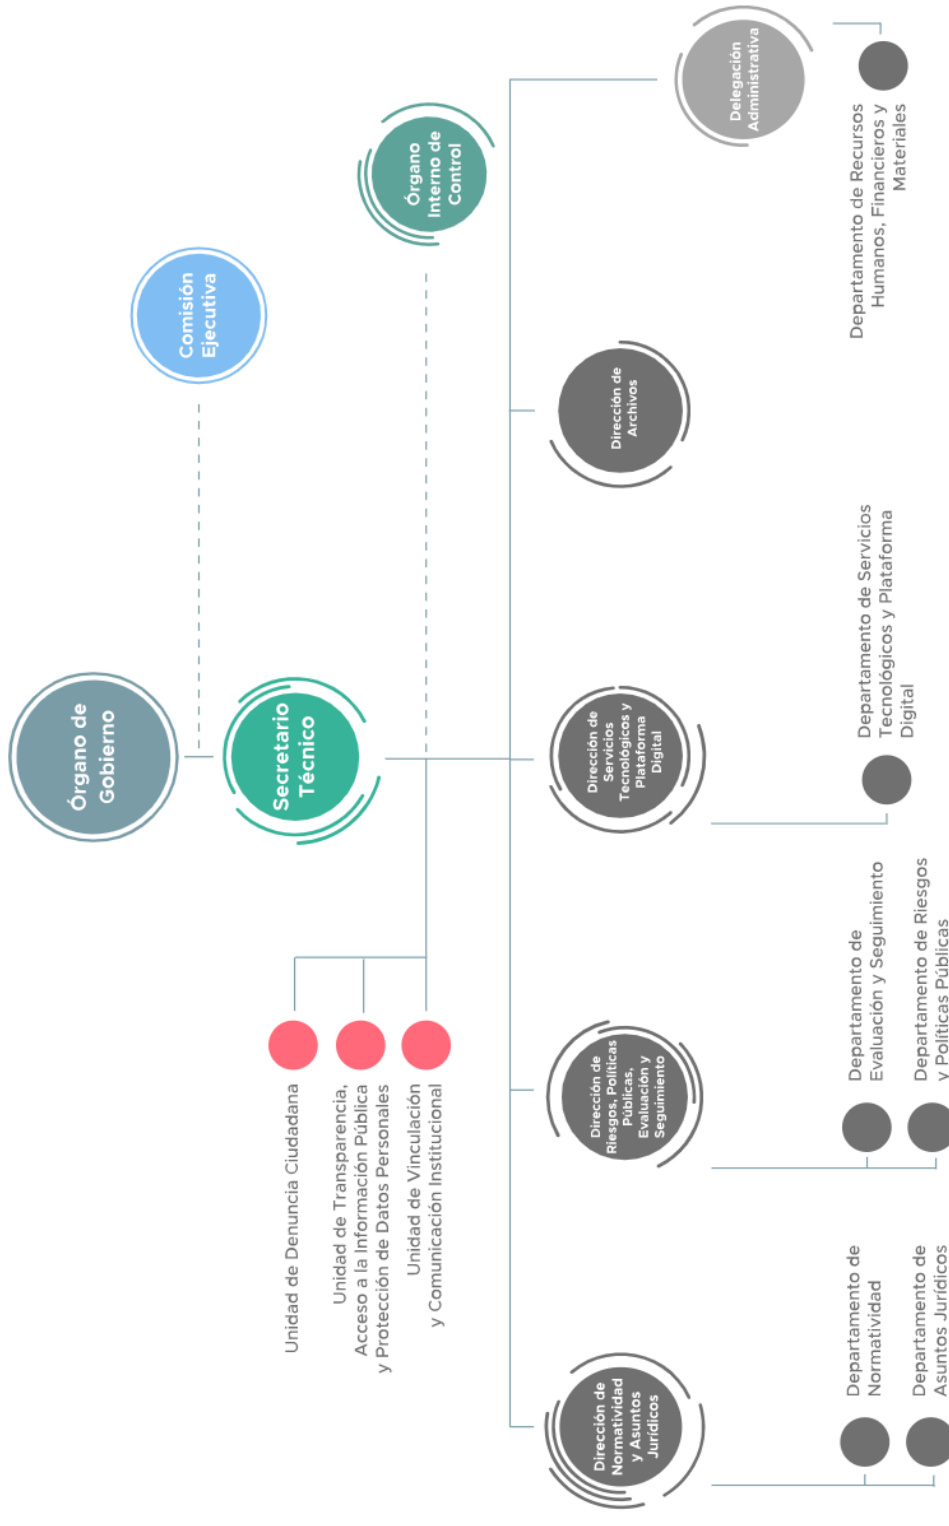 Órgano de
Gobierno
Comisión
Ejecutiva
Secretario
Técnico
Órgano
Interno de
Control
Unidad de Denuncia Ciudadana
Unidad de Transparencia,
Acceso a la Información Pública
y Protección de Datos Personales
Unidad de Vinculación
y Comunicación Institucional
Dirección de
Normatividad
y Asuntos
Jurídicos
Dirección de
Riesgos, Políticas
Públicas,
Evaluación y
Seguimiento
Dirección de
Servicios
Tecnológicos y
Plataforma
Digital
Dirección de
Archivos
Delegación
Administrativa
Departamento de
Normatividad
Departamento de
Asuntos Jurídicos
Departamento de
Evaluación y Seguimiento
Departamento de Riesgos
y Políticas Públicas
Departamento de Servicios
Tecnológicos y Plataforma
Digital
Departamento de Recursos
Humanos, Financieros y
Materiales